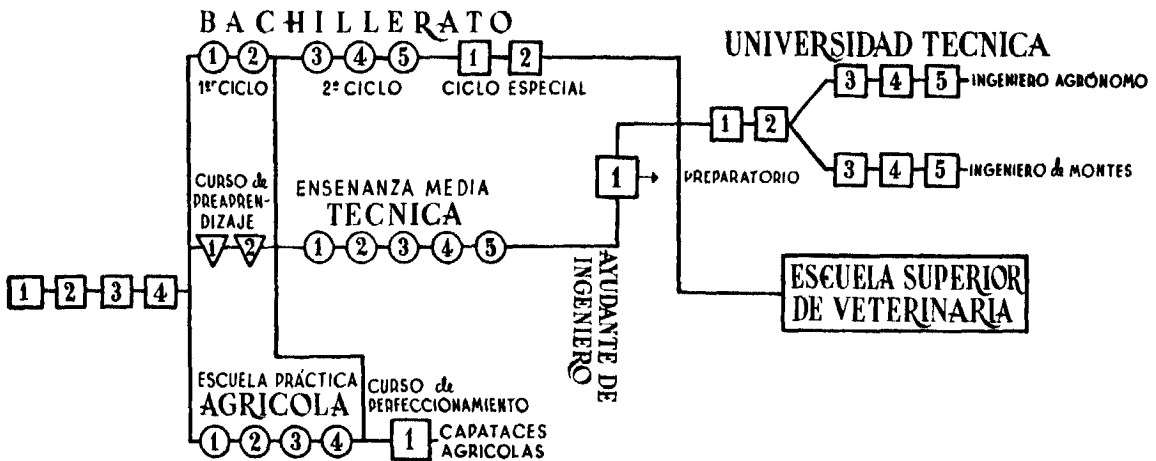 BACHILLERATO
1 2 3 4 5 1 2
1er CICLO 2º CICLO CICLO ESPECIAL
UNIVERSIDAD TECNICA
3 4 5 INGENIERO AGRÓNOMO
1 2
PREPARATORIO
3 4 5 INGENIERO de MONTES
CURSO de
PREAPREN-
DIZAJE
1 2
ENSENANZA MEDIA
TECNICA
1 2 3 4 5
1
AYUDANTE DE
INGENIERO
1 2 3 4
ESCUELA SUPERIOR
DE VETERINARIA
ESCUELA PRÁCTICA
AGRICOLA
1 2 3 4
CURSO de
PERFECCIONAMIENTO
1 CAPATACES
AGRICOLAS